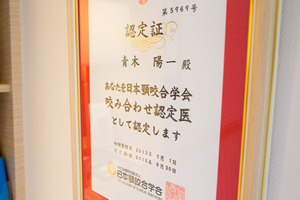 第5969号
認定証
青木 陽一 殿
あなたを日本顎咬合学会
咬み合わせ認定医
として認定します
日本顎咬合学会